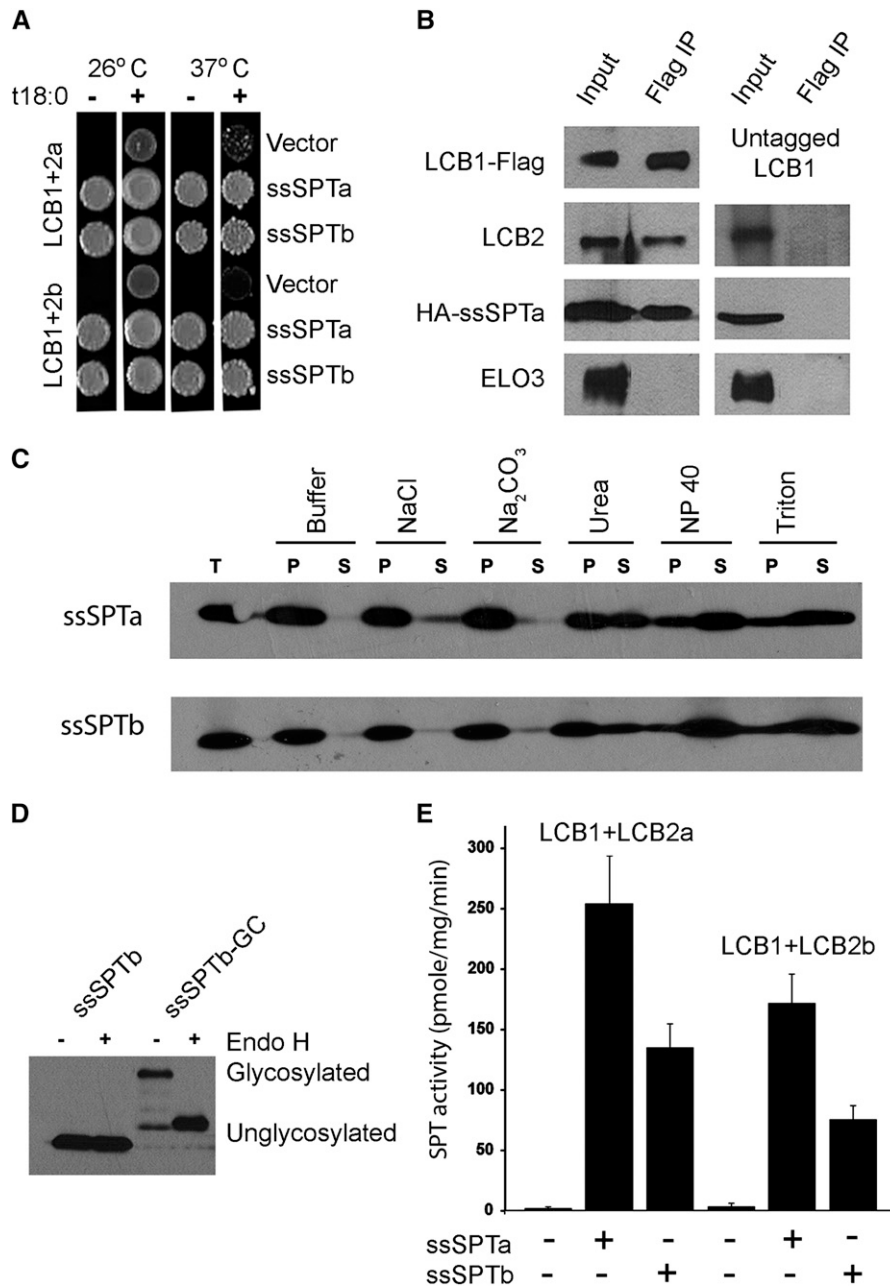 A
26° C 37° C
t18:0 - + - +
LCB1+2a
Vector
ssSPTa
ssSPTb
LCB1+2b
Vector
ssSPTa
ssSPTb
B
Input Flag IP Input Flag IP
LCB1-Flag
Untagged
LCB1
LCB2
HA-ssSPTa
ELO3
C
Buffer NaCl Na₂CO₃ Urea NP 40 Triton
T P S P S P S P S P S P S
ssSPTa
ssSPTb
D
ssSPTb ssSPTb-GC
- + - + Endo H
Glycosylated
Unglycosylated
E
SPT activity (pmole/mg/min)
300
250
200
150
100
50
0
LCB1+LCB2a
LCB1+LCB2b
ssSPTa - + - - + -
ssSPTb - - + - - +